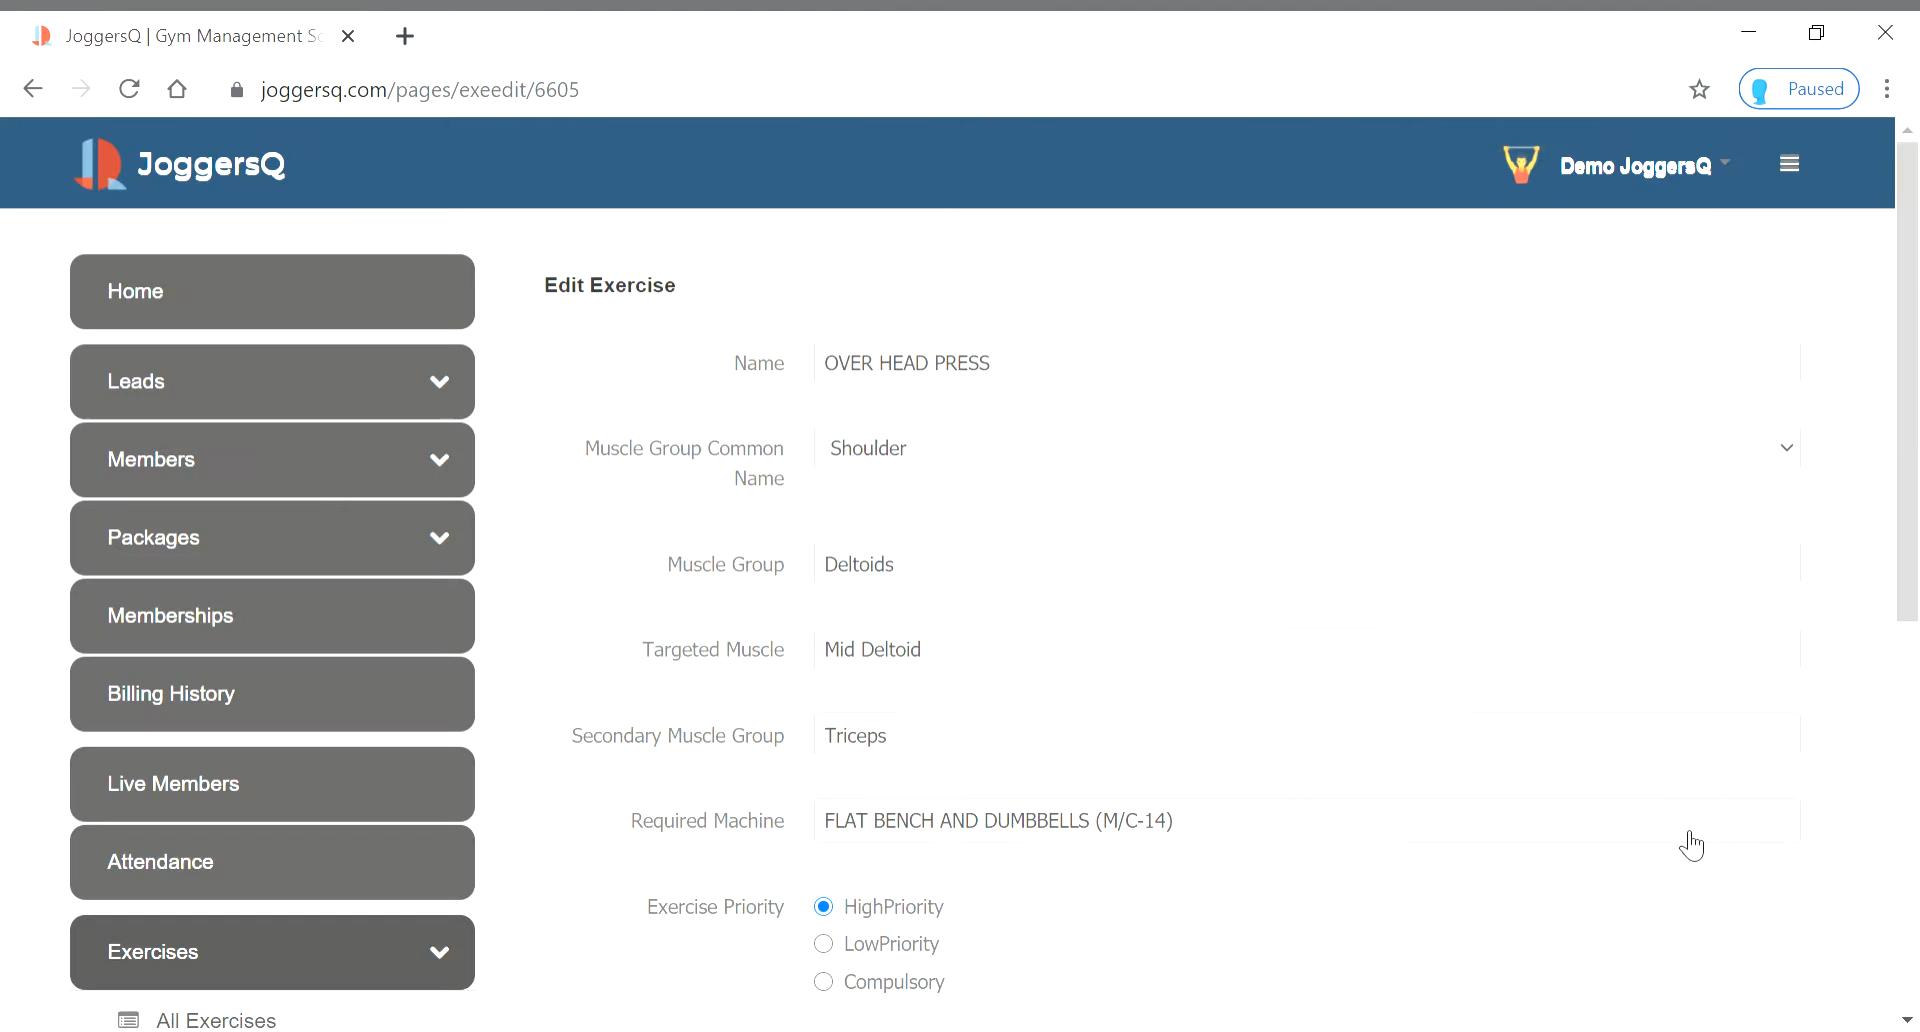 JoggersQ | Gym Management Sc
joggersq.com/pages/exeedit/6605
Paused
JoggersQ
Demo JoggersQ
Home
Leads
Members
Packages
Memberships
Billing History
Live Members
Attendance
Exercises
All Exercises
Edit Exercise
Name OVER HEAD PRESS
Muscle Group Common Shoulder
Name
Muscle Group Deltoids
Targeted Muscle Mid Deltoid
Secondary Muscle Group Triceps
Required Machine FLAT BENCH AND DUMBBELLS (M/C-14)
Exercise Priority HighPriority
LowPriority
Compulsory